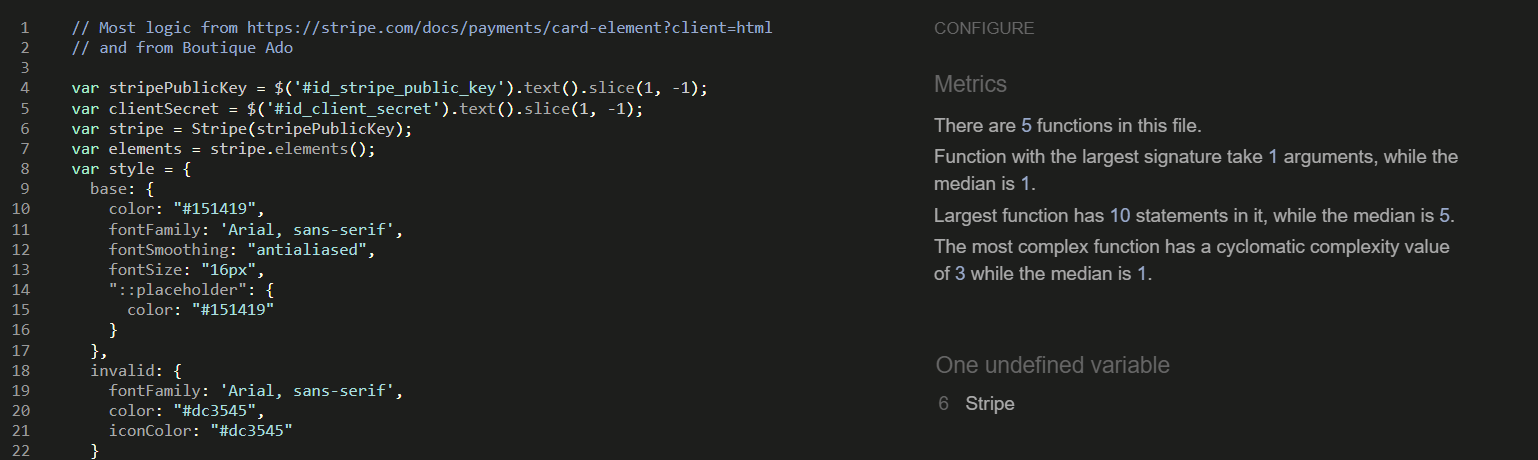 1 // Most logic from https://stripe.com/docs/payments/card-element?client=html
2 // and from Boutique Ado
3
4 var stripePublicKey = $('#id_stripe_public_key').text().slice(1, -1);
5 var clientSecret = $('#id_client_secret').text().slice(1, -1);
6 var stripe = Stripe(stripePublicKey);
7 var elements = stripe.elements();
8 var style = {
9 base: {
10 color: "#151419",
11 fontFamily: 'Arial, sans-serif',
12 fontSmoothing: "antialiased",
13 fontSize: "16px",
14 "::placeholder": {
15 color: "#151419"
16 }
17 },
18 invalid: {
19 fontFamily: 'Arial, sans-serif',
20 color: "#dc3545",
21 iconColor: "#dc3545"
22 }
CONFIGURE
Metrics
There are 5 functions in this file.
Function with the largest signature take 1 arguments, while the
median is 1.
Largest function has 10 statements in it, while the median is 5.
The most complex function has a cyclomatic complexity value
of 3 while the median is 1.
One undefined variable
6 Stripe